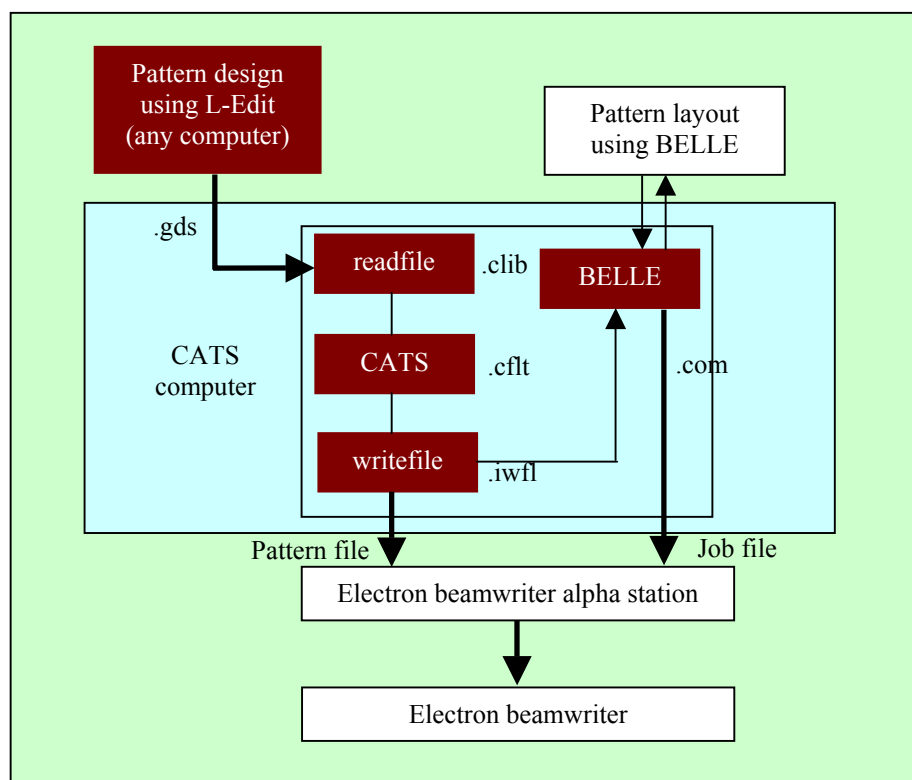 Pattern design
using L-Edit
(any computer)
Pattern layout
using BELLE
.gds
readfile
.clib
BELLE
CATS
computer
CATS
.cflt
.com
writefile
.iwfl
Pattern file
Job file
Electron beamwriter alpha station
Electron beamwriter